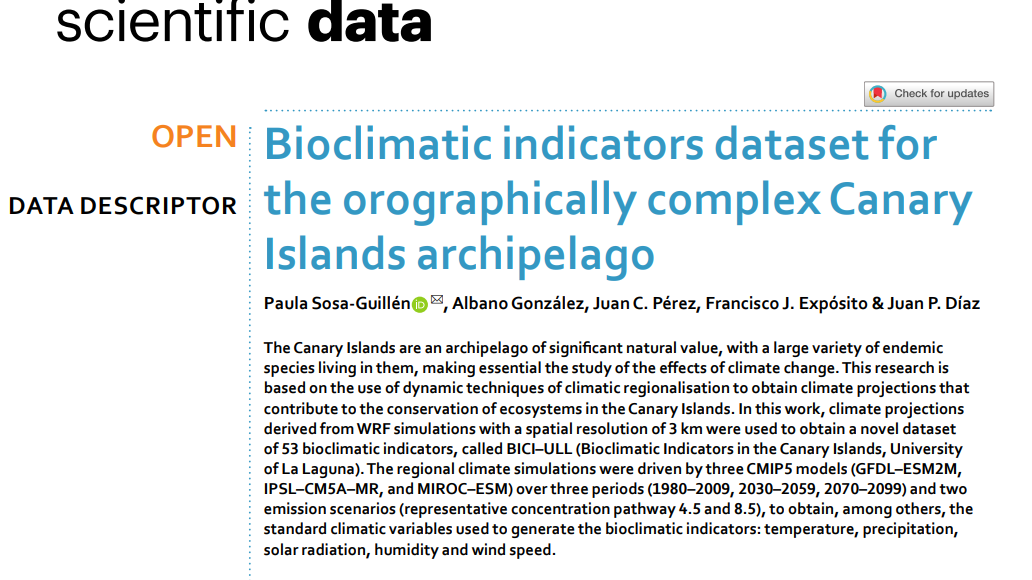 scientific data
Check for updates
OPEN
DATA DESCRIPTOR
Bioclimatic indicators dataset for
the orographically complex Canary
Islands archipelago
Paula Sosa-Guillén iD, Albano González, Juan C. Pérez, Francisco J. Expósito & Juan P. Díaz
The Canary Islands are an archipelago of significant natural value, with a large variety of endemic
species living in them, making essential the study of the effects of climate change. This research is
based on the use of dynamic techniques of climatic regionalisation to obtain climate projections that
contribute to the conservation of ecosystems in the Canary Islands. In this work, climate projections
derived from WRF simulations with a spatial resolution of 3 km were used to obtain a novel dataset
of 53 bioclimatic indicators, called BICI–ULL (Bioclimatic Indicators in the Canary Islands, University
of La Laguna). The regional climate simulations were driven by three CMIP5 models (GFDL–ESM2M,
IPSL–CM5A–MR, and MIROC–ESM) over three periods (1980–2009, 2030–2059, 2070–2099) and two
emission scenarios (representative concentration pathway 4.5 and 8.5), to obtain, among others, the
standard climatic variables used to generate the bioclimatic indicators: temperature, precipitation,
solar radiation, humidity and wind speed.